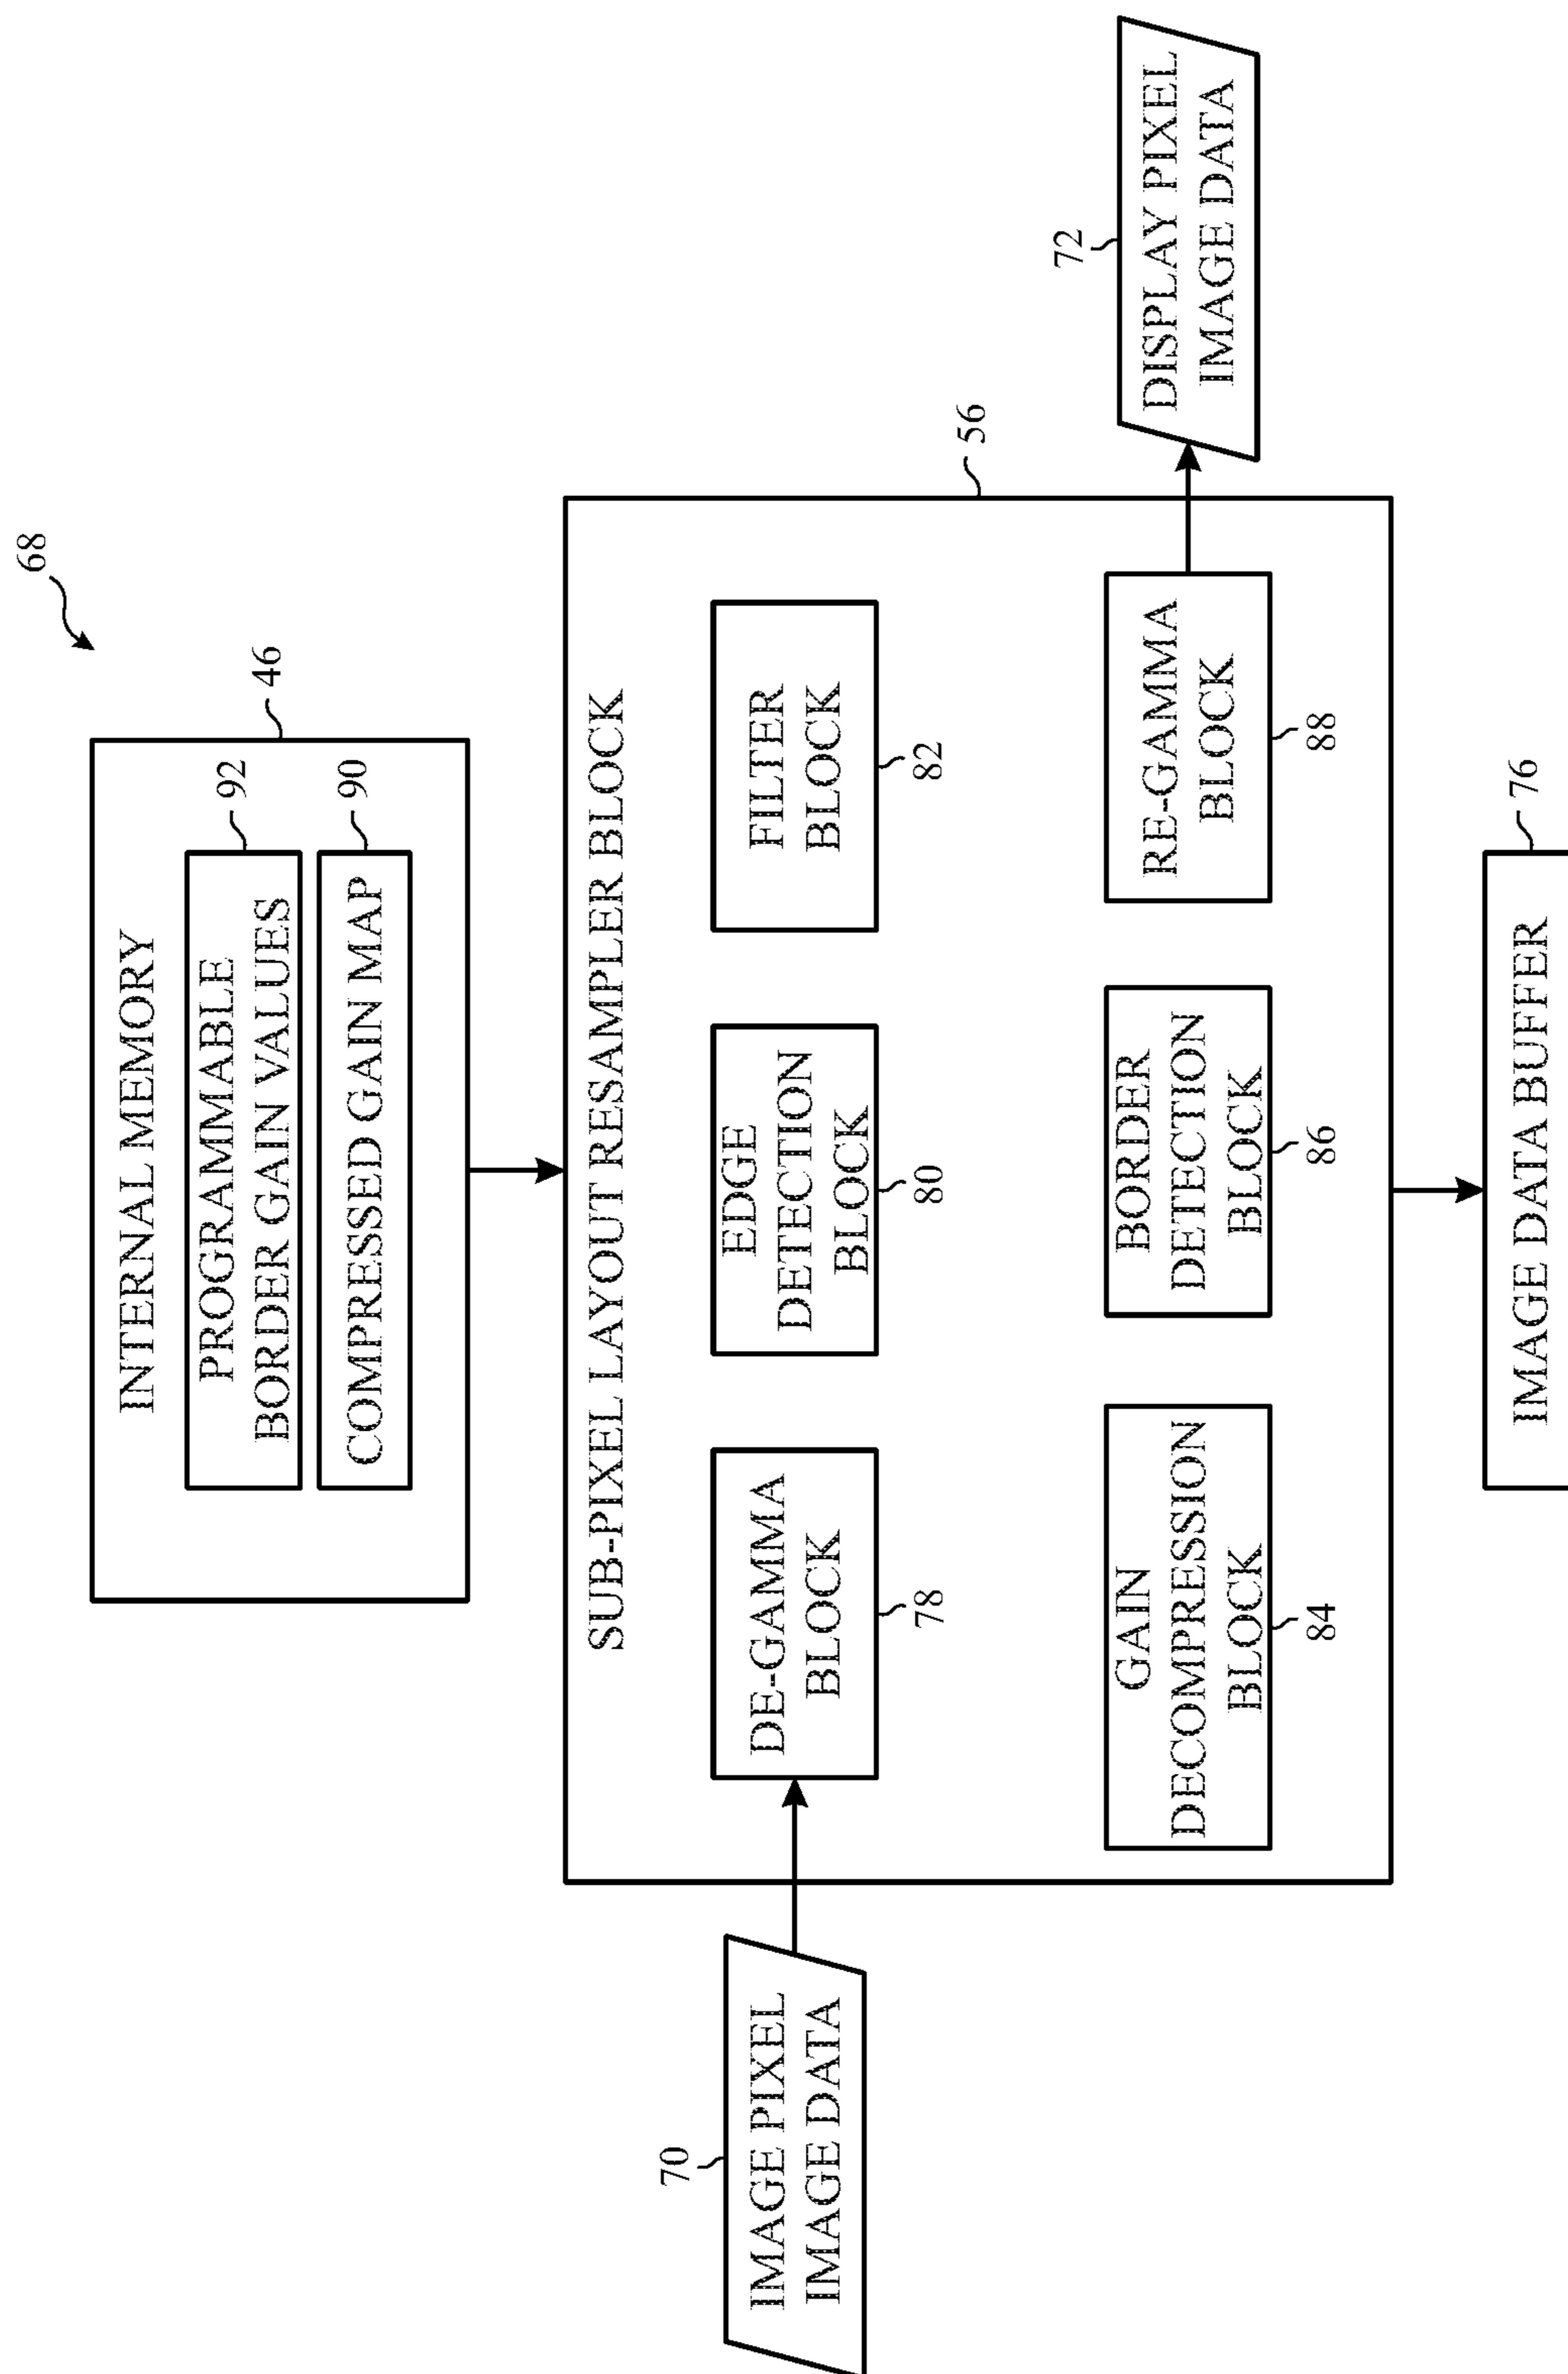 68
INTERNAL MEMORY
46
PROGRAMMABLE
BORDER GAIN VALUES
92
COMPRESSED GAIN MAP
90
SUB-PIXEL LAYOUT RESAMPLER BLOCK
56
70
IMAGE PIXEL
IMAGE DATA
DE-GAMMA
BLOCK
78
EDGE
DETECTION
BLOCK
80
FILTER
BLOCK
82
GAIN
DECOMPRESSION
BLOCK
84
BORDER
DETECTION
BLOCK
86
RE-GAMMA
BLOCK
88
72
DISPLAY PIXEL
IMAGE DATA
IMAGE DATA BUFFER
76